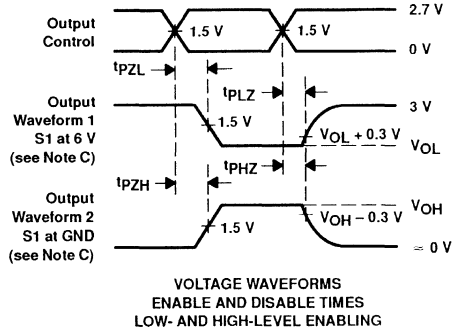 2.7 V
Output
Control
1.5 V
1.5 V
0 V
tPZL
tPLZ
Output
Waveform 1
S1 at 6 V
(see Note C)
3 V
1.5 V
VOL + 0.3 V
VOL
tPZH
tPHZ
Output
Waveform 2
S1 at GND
(see Note C)
VOH
VOH − 0.3 V
1.5 V
≈ 0 V
VOLTAGE WAVEFORMS
ENABLE AND DISABLE TIMES
LOW- AND HIGH-LEVEL ENABLING